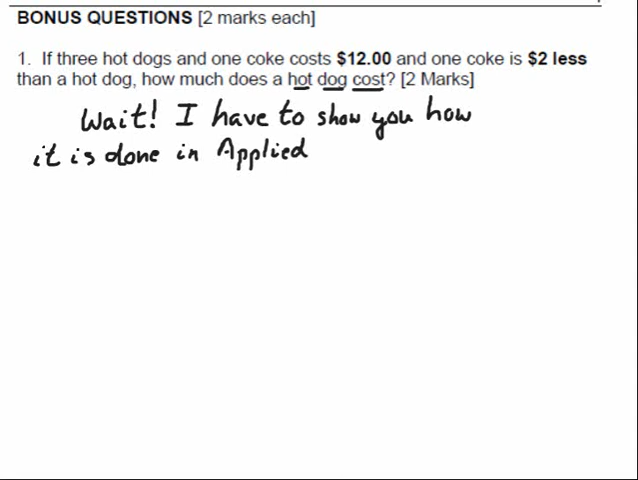 BONUS QUESTIONS [2 marks each]
1. If three hot dogs and one coke costs $12.00 and one coke is $2 less
than a hot dog, how much does a hot dog cost? [2 Marks]
Wait! I have to show you how
it is done in Applied